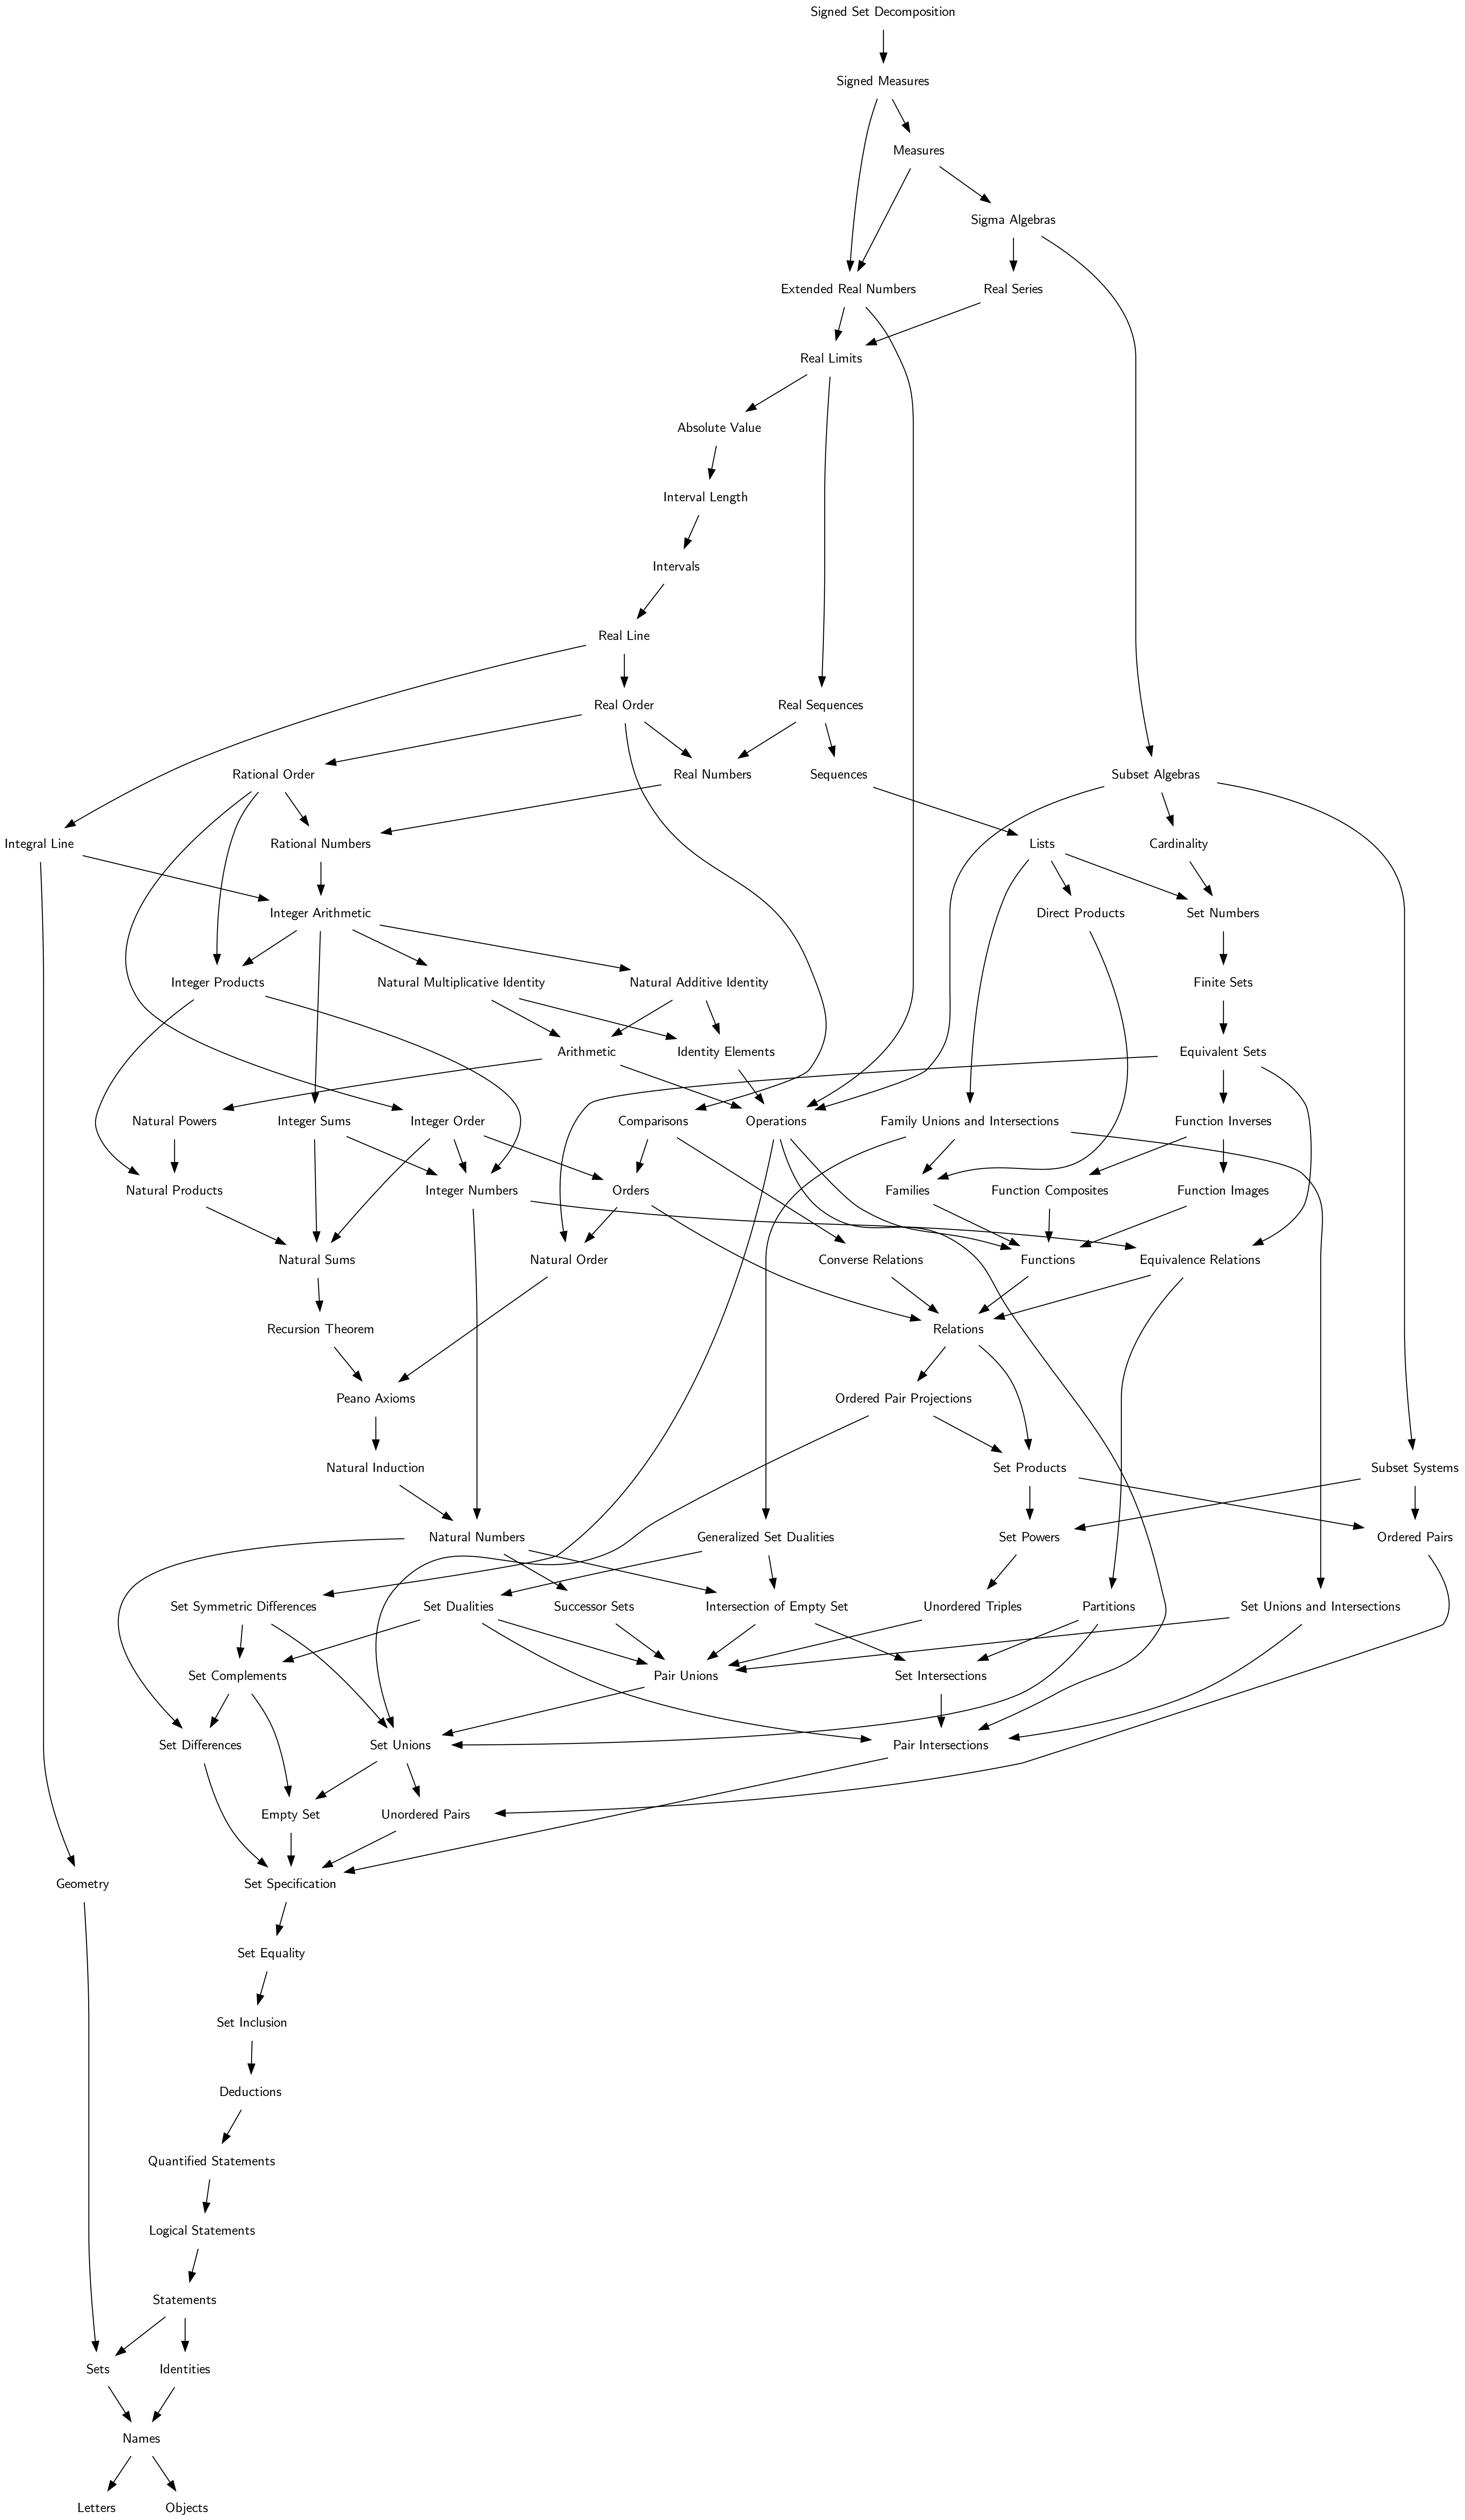 Signed Set Decomposition
Signed Measures
Measures
Sigma Algebras
Extended Real Numbers
Real Series
Real Limits
Absolute Value
Interval Length
Intervals
Real Line
Real Order
Real Sequences
Rational Order
Real Numbers
Sequences
Subset Algebras
Integral Line
Rational Numbers
Lists
Cardinality
Integer Arithmetic
Direct Products
Set Numbers
Integer Products
Natural Multiplicative Identity
Natural Additive Identity
Finite Sets
Arithmetic
Identity Elements
Equivalent Sets
Natural Powers
Integer Sums
Integer Order
Comparisons
Operations
Family Unions and Intersections
Function Inverses
Natural Products
Integer Numbers
Orders
Families
Function Composites
Function Images
Natural Sums
Natural Order
Converse Relations
Functions
Equivalence Relations
Recursion Theorem
Relations
Peano Axioms
Ordered Pair Projections
Natural Induction
Set Products
Subset Systems
Natural Numbers
Generalized Set Dualities
Set Powers
Ordered Pairs
Set Symmetric Differences
Set Dualities
Successor Sets
Intersection of Empty Set
Unordered Triples
Partitions
Set Unions and Intersections
Set Complements
Pair Unions
Set Intersections
Set Differences
Set Unions
Pair Intersections
Empty Set
Unordered Pairs
Geometry
Set Specification
Set Equality
Set Inclusion
Deductions
Quantified Statements
Logical Statements
Statements
Sets
Identities
Names
Letters
Objects